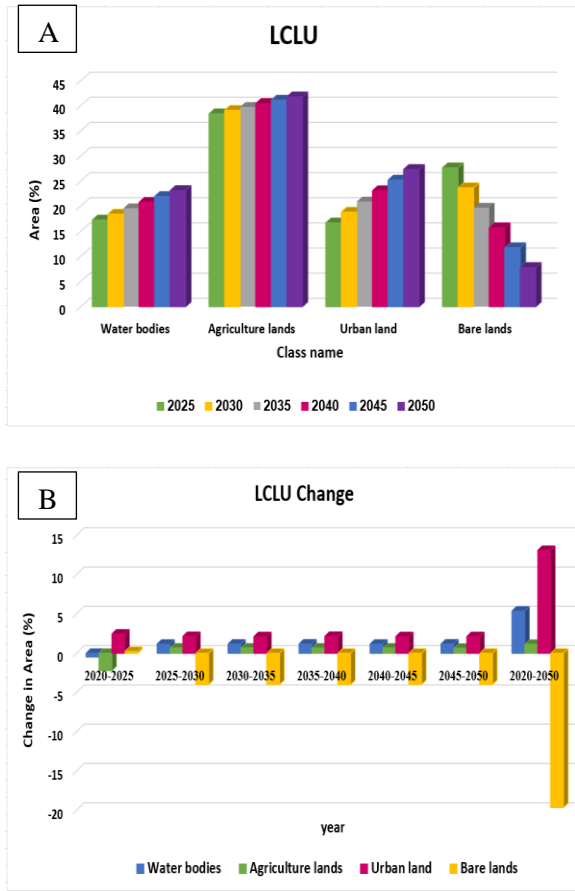 A
LCLU
Area (%)
45
40
35
30
25
20
15
10
5
0
Water bodies Agriculture lands Urban land Bare lands
Class name
2025 2030 2035 2040 2045 2050
B
LCLU Change
Change in Area (%)
15
10
5
0
-5
-10
-15
-20
2020-2025 2025-2030 2030-2035 2035-2040 2040-2045 2045-2050 2020-2050
year
Water bodies Agriculture lands Urban land Bare lands